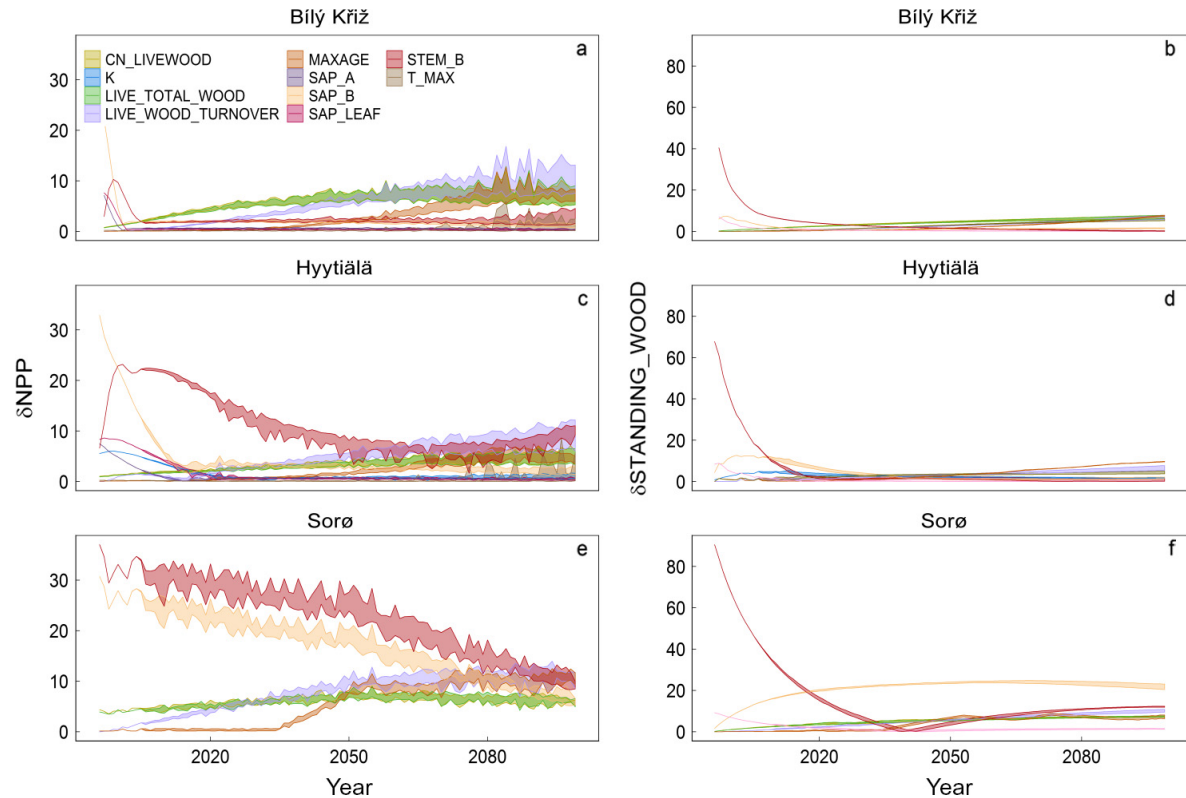 Bílý Křiž
Bílý Křiž
a
b
CN_LIVEWOOD
MAXAGE
STEM_B
K
SAP_A
T_MAX
LIVE_TOTAL_WOOD
SAP_B
LIVE_WOOD_TURNOVER
SAP_LEAF
30
20
10
0
80
60
40
20
0
Hyytiälä
Hyytiälä
c
d
30
20
10
0
80
60
40
20
0
δNPP
δSTANDING_WOOD
Sorø
Sorø
e
f
30
20
10
0
80
60
40
20
0
2020
2050
2080
2020
2050
2080
Year
Year